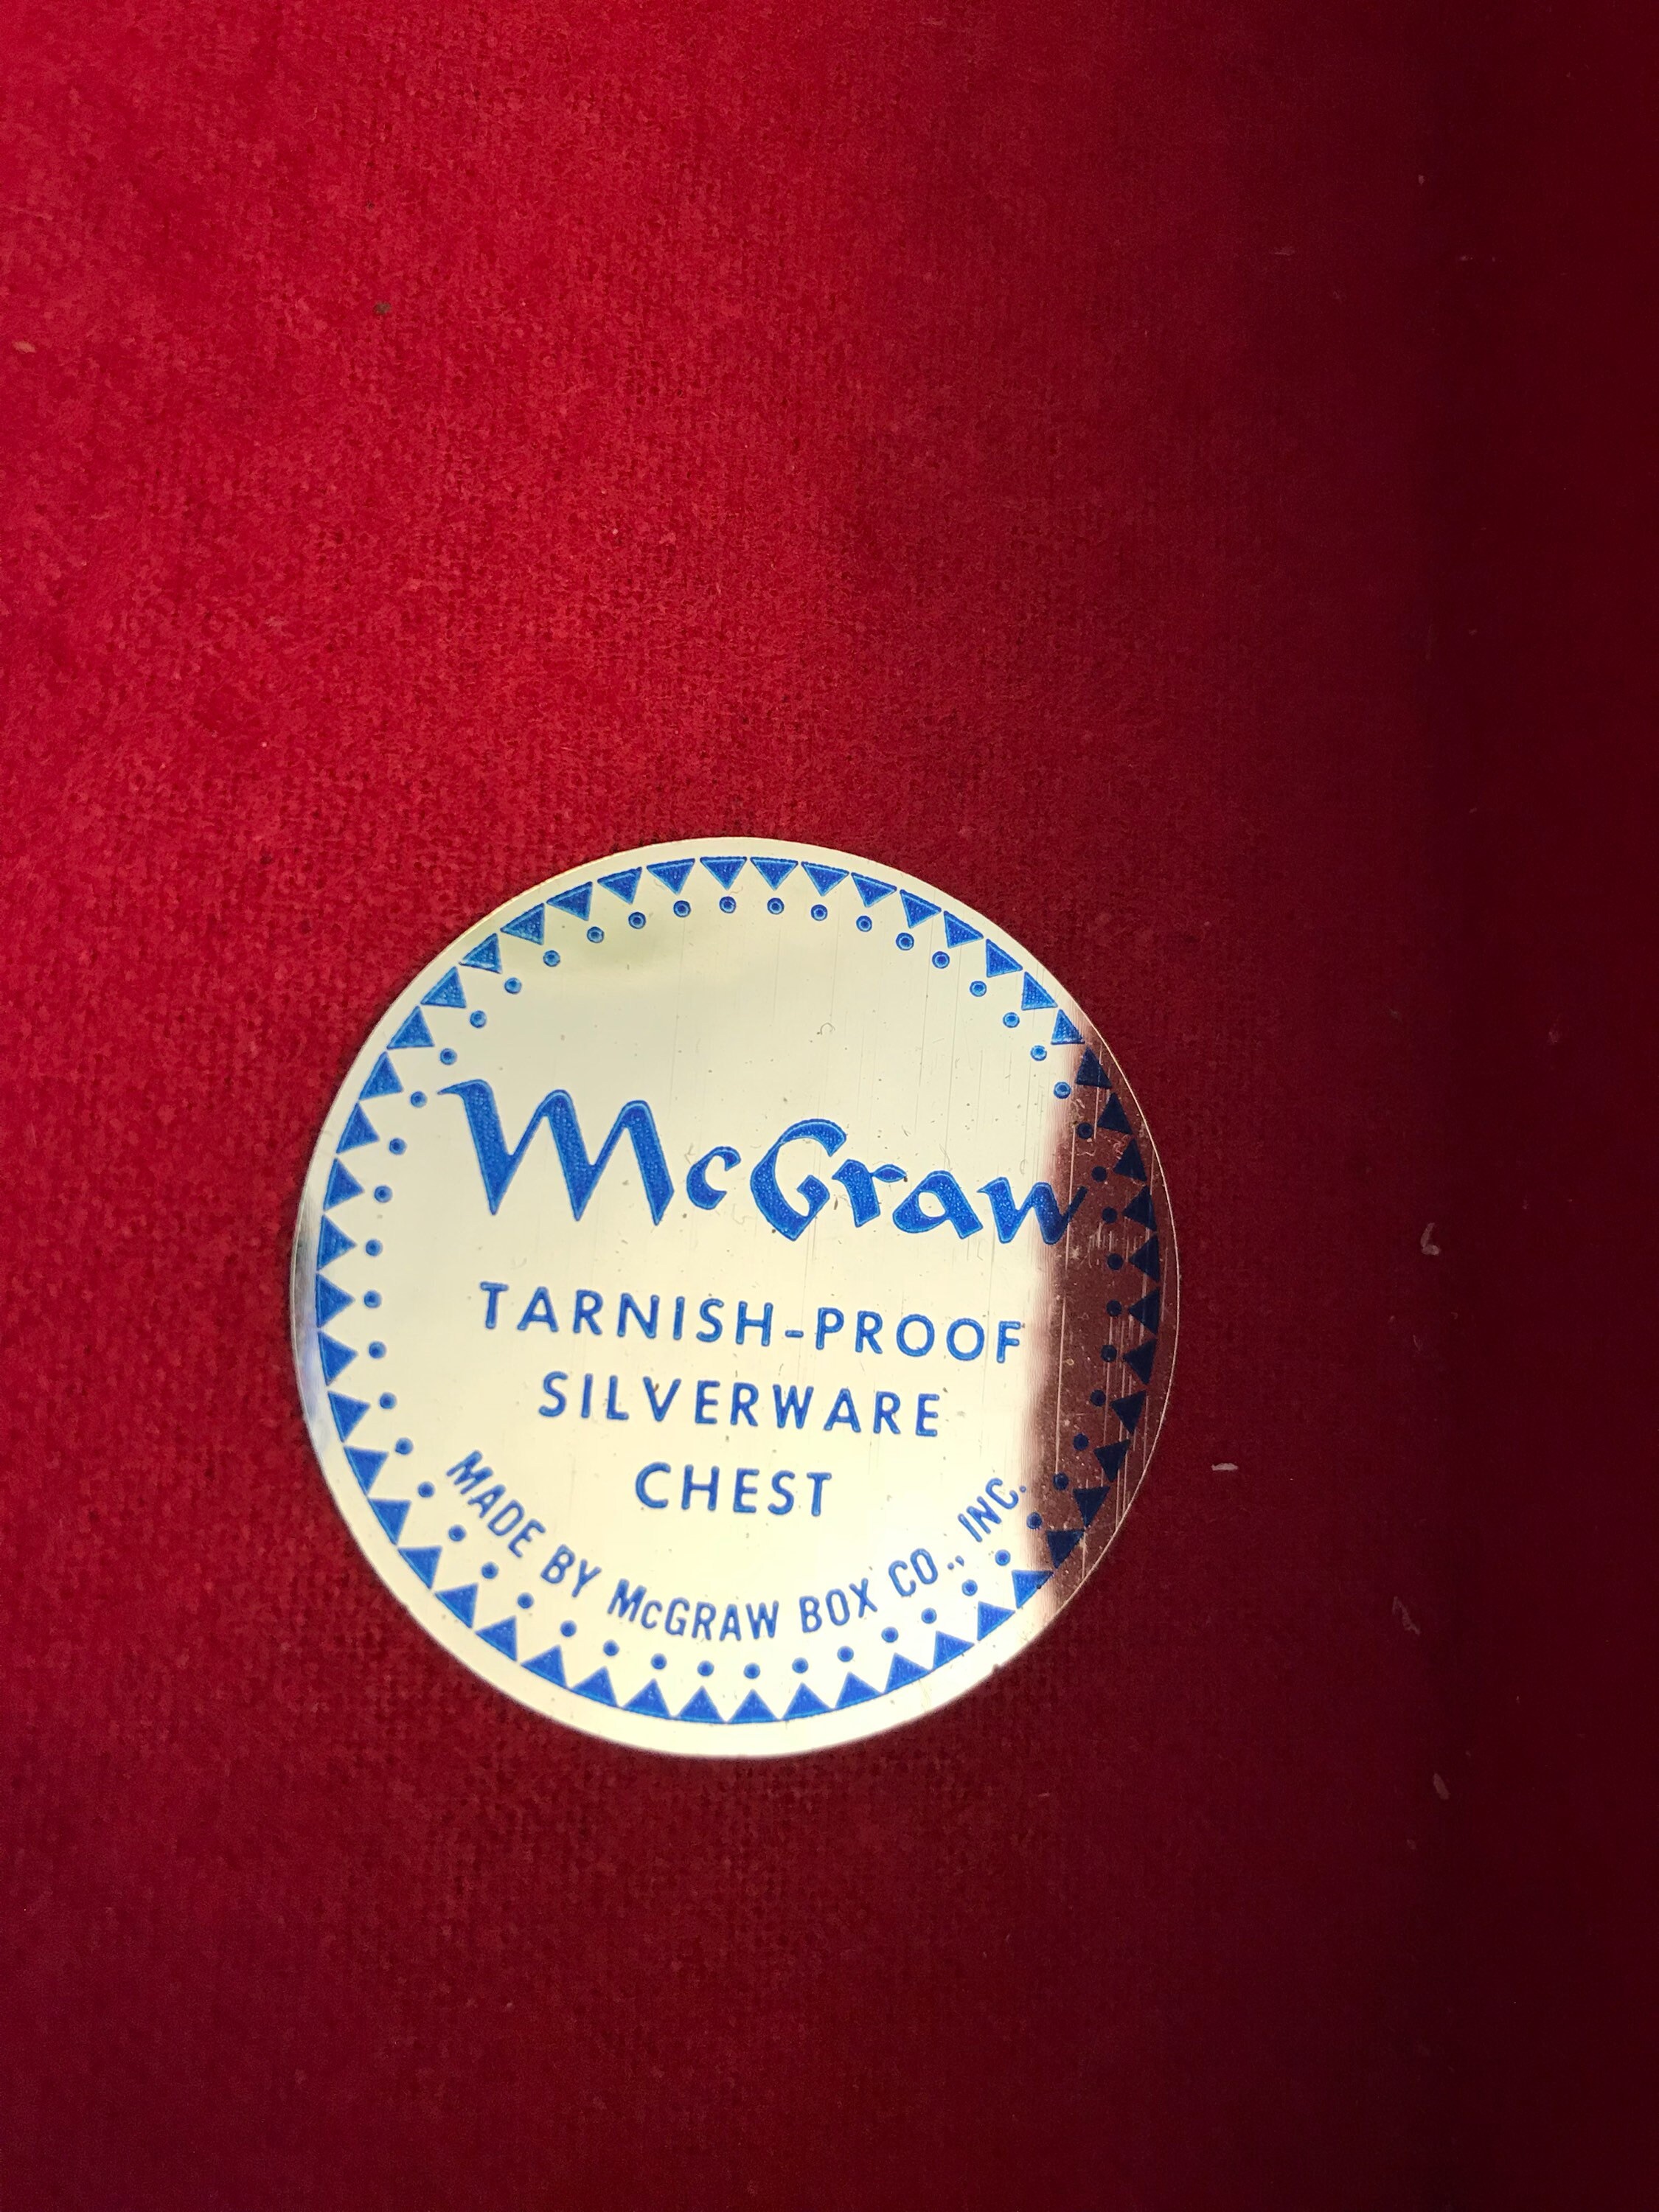 McGraw
TARNISH-PROOF
SILVERWARE
CHEST
MADE BY McGRAW BOX CO., INC.